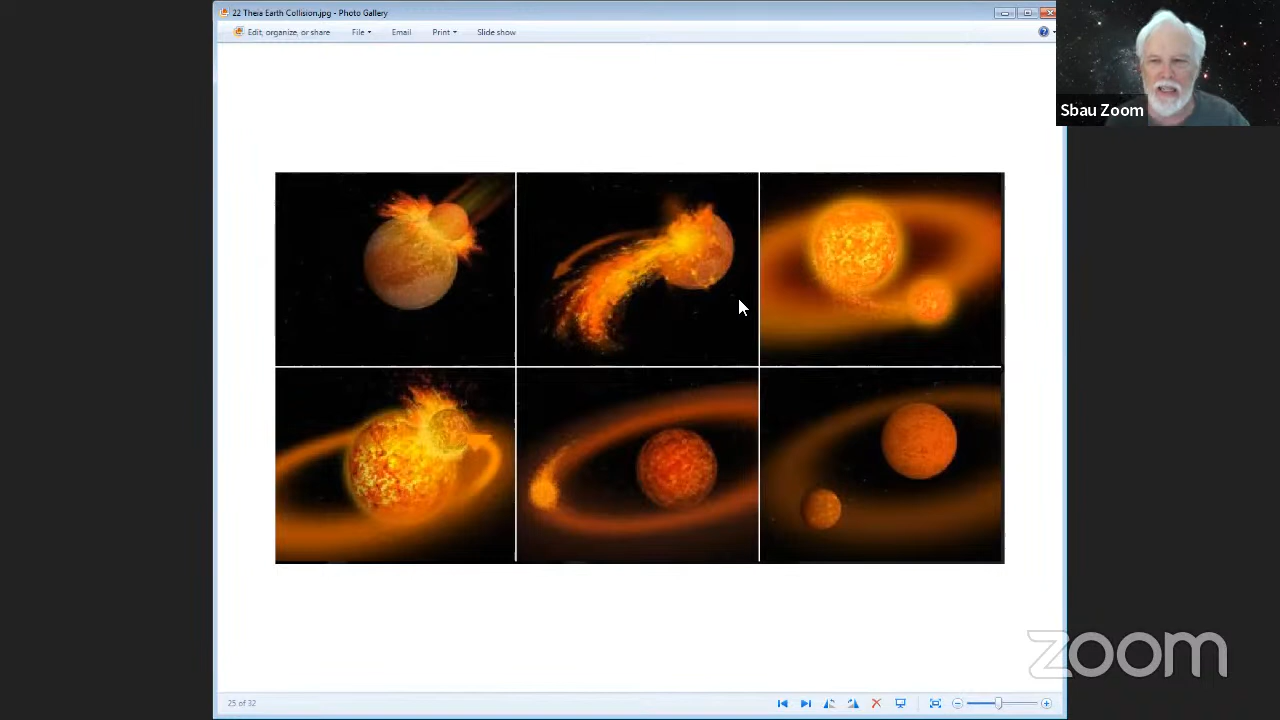 22 Theia Earth Collision.jpg - Photo Gallery
Edit, organize, or share File Email Print Slide show
Sbau Zoom
zoom
25 of 32